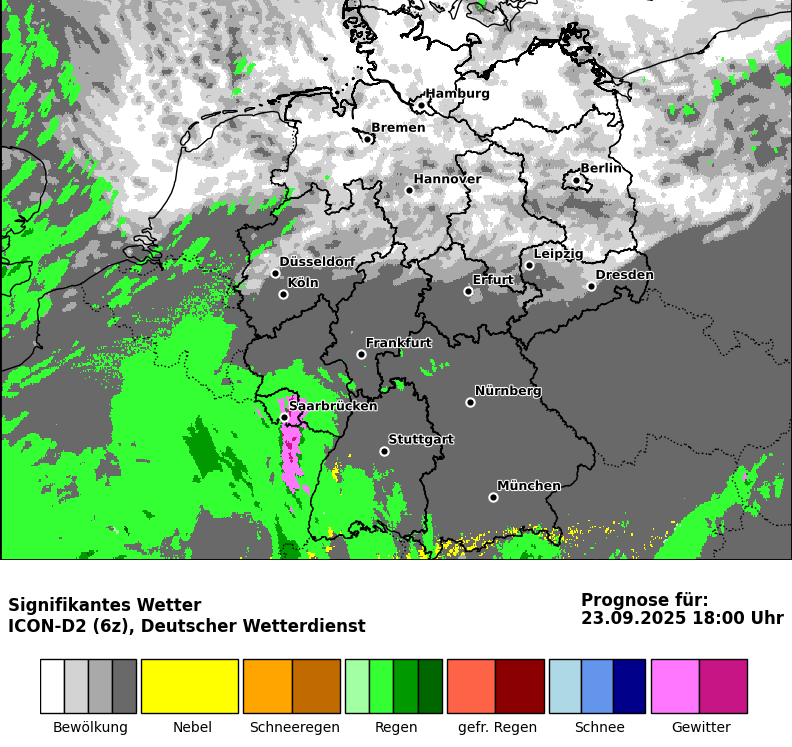 Hamburg
Bremen
Berlin
Hannover
Düsseldorf
Leipzig
Köln
Erfurt
Dresden
Frankfurt
Nürnberg
Saarbrücken
Stuttgart
München
Signifikantes Wetter
ICON-D2 (6z), Deutscher Wetterdienst
Prognose für:
23.09.2025 18:00 Uhr
Bewölkung
Nebel
Schneeregen
Regen
gefr. Regen
Schnee
Gewitter